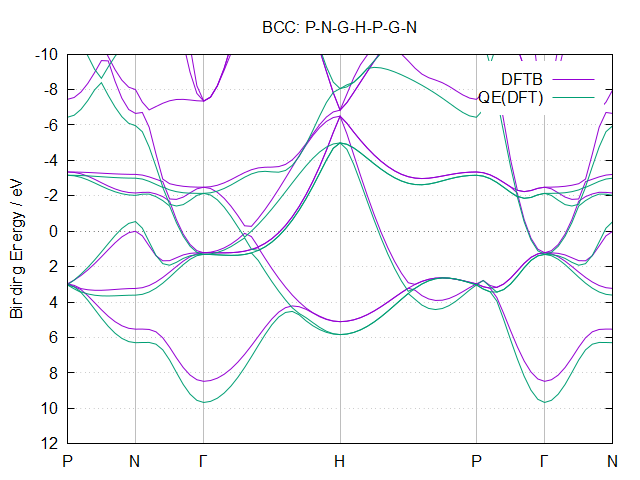 BCC: P-N-G-H-P-G-N
-10
-8
-6
-4
-2
0
2
4
6
8
10
12
Binding Energy / eV
DFTB
QE(DFT)
P N Γ H P Γ N